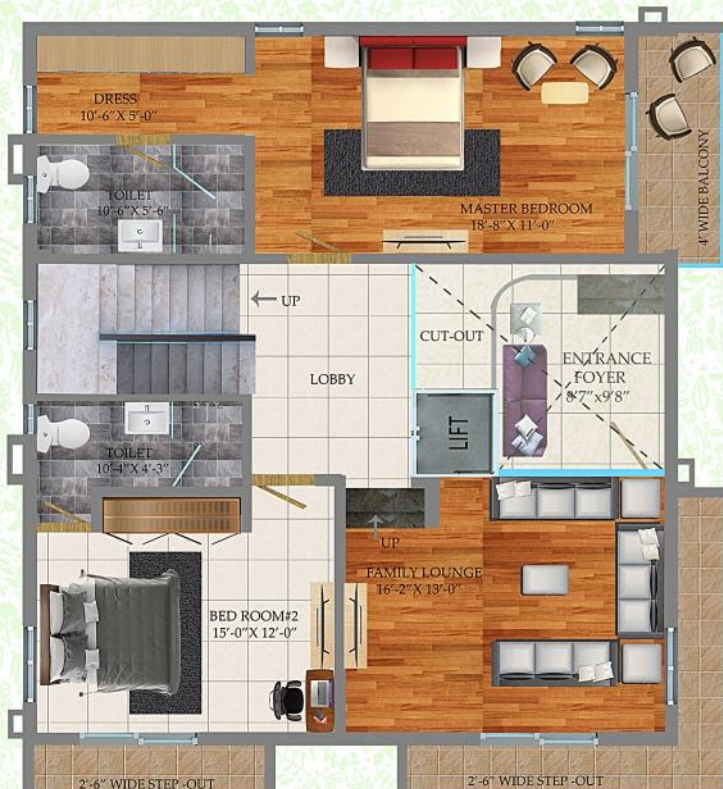 DRESS
10'-6"X 5'-0"
TOILET
10'-6"X 5'-6"
MASTER BEDROOM
18'-8"X 11'-0"
4' WIDE BALCONY
UP
LOBBY
CUT-OUT
ENTRANCE
FOYER
8'7"x9'8"
LIFT
TOILET
10'-4"X 4'-3"
UP
FAMILY LOUNGE
16'-2"X 13'-0"
BED ROOM#2
15'-0"X 12'-0"
2'-6" WIDE STEP -OUT
2'-6" WIDE STEP -OUT